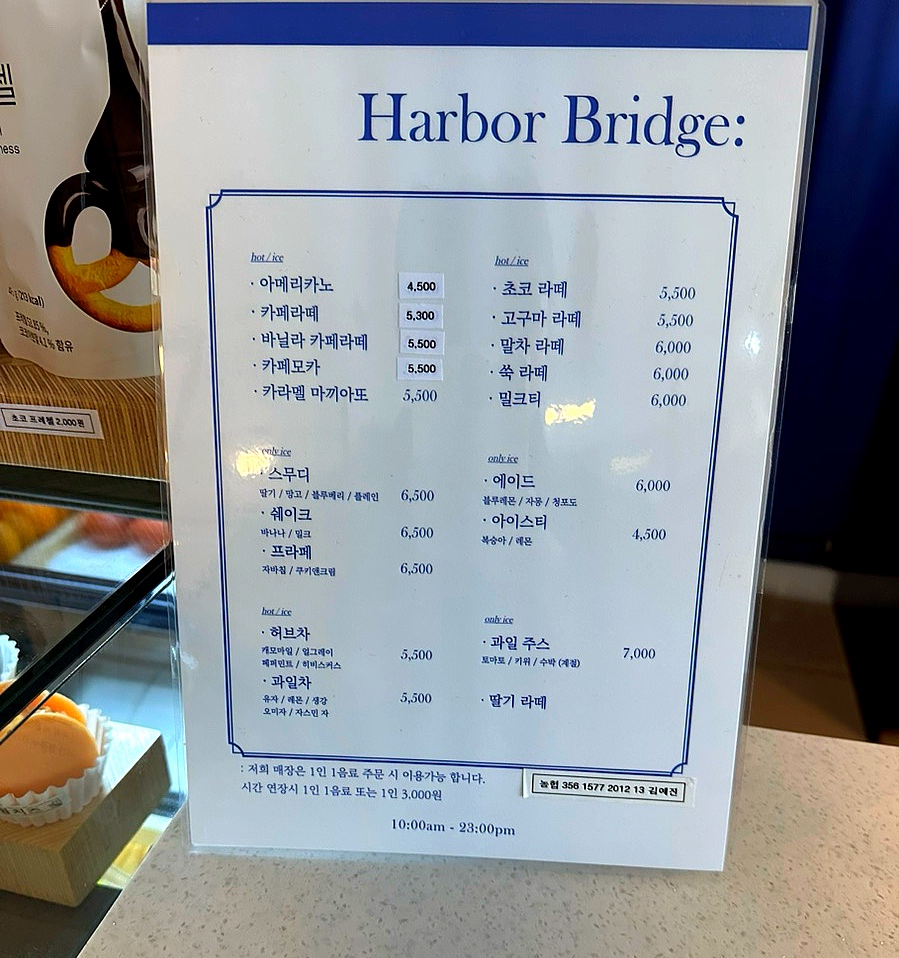 Harbor Bridge:
hot / ice
· 아메리카노 4,500
· 카페라떼 5,300
· 바닐라 카페라떼 5,500
· 카페모카 5,500
· 카라멜 마끼아또 5,500
hot / ice
· 초코 라떼 5,500
· 고구마 라떼 5,500
· 말차 라떼 6,000
· 쑥 라떼 6,000
· 밀크티 6,000
only ice
· 스무디
딸기 / 망고 / 블루베리 / 플레인 6,500
· 쉐이크
바나나 / 밀크 6,500
· 프라페
자바칩 / 쿠키앤크림 6,500
only ice
· 에이드 6,000
블루레몬 / 자몽 / 청포도
· 아이스티
복숭아 / 레몬 4,500
hot / ice
· 허브차
캐모마일 / 얼그레이 5,500
페퍼민트 / 히비스커스
· 과일차
유자 / 레몬 / 생강 5,500
오미자 / 자스민 차
only ice
· 과일 주스
토마토 / 키위 / 수박 (계절) 7,000
· 딸기 라떼
: 저희 매장은 1인 1음료 주문 시 이용가능 합니다.
시간 연장시 1인 1음료 또는 1인 3,000원
농협 356 1577 2012 13 김예진
10:00am - 23:00pm
초코 프레첼 2,000원